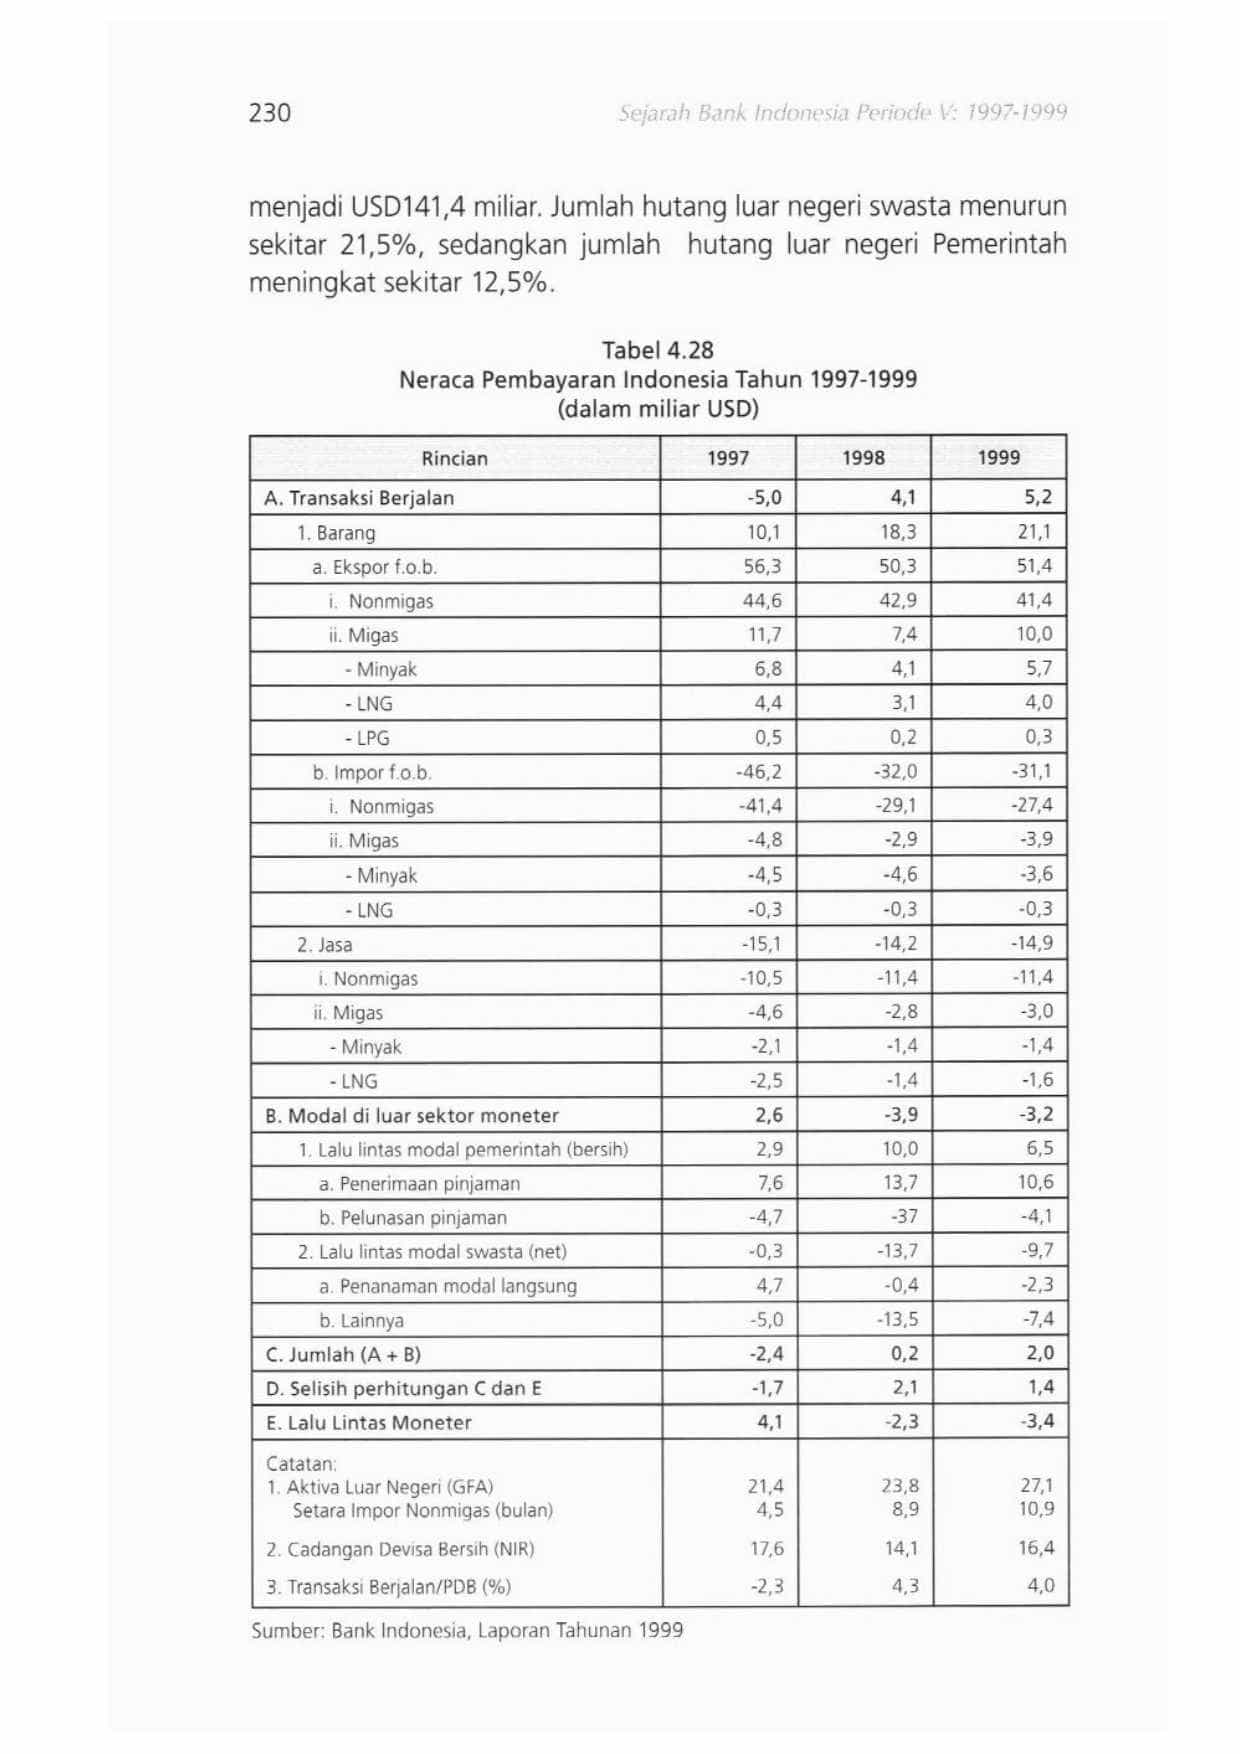 230
Sejarah Bank Indonesia Periode V: 1997-1999
menjadi USD141,4 miliar. Jumlah hutang luar negeri swasta menurun
sekitar 21,5%, sedangkan jumlah hutang luar negeri Pemerintah
meningkat sekitar 12,5%.
Tabel 4.28
Neraca Pembayaran Indonesia Tahun 1997-1999
(dalam miliar USD)
Rincian 1997 1998 1999
A. Transaksi Berjalan -5,0 4,1 5,2
1. Barang 10,1 18,3 21,1
a. Ekspor f.o.b. 56,3 50,3 51,4
i. Nonmigas 44,6 42,9 41,4
ii. Migas 11,7 7,4 10,0
- Minyak 6,8 4,1 5,7
- LNG 4,4 3,1 4,0
- LPG 0,5 0,2 0,3
b. Impor f.o.b. -46,2 -32,0 -31,1
i. Nonmigas -41,4 -29,1 -27,4
ii. Migas -4,8 -2,9 -3,9
- Minyak -4,5 -4,6 -3,6
- LNG -0,3 -0,3 -0,3
2. Jasa -15,1 -14,2 -14,9
i. Nonmigas -10,5 -11,4 -11,4
ii. Migas -4,6 -2,8 -3,0
- Minyak -2,1 -1,4 -1,4
- LNG -2,5 -1,4 -1,6
B. Modal di luar sektor moneter 2,6 -3,9 -3,2
1. Lalu lintas modal pemerintah (bersih) 2,9 10,0 6,5
a. Penerimaan pinjaman 7,6 13,7 10,6
b. Pelunasan pinjaman -4,7 -37 -4,1
2. Lalu lintas modal swasta (net) -0,3 -13,7 -9,7
a. Penanaman modal langsung 4,7 -0,4 -2,3
b. Lainnya -5,0 -13,5 -7,4
C. Jumlah (A + B) -2,4 0,2 2,0
D. Selisih perhitungan C dan E -1,7 2,1 1,4
E. Lalu Lintas Moneter 4,1 -2,3 -3,4
Catatan:
1. Aktiva Luar Negeri (GFA) 21,4 23,8 27,1
Setara Impor Nonmigas (bulan) 4,5 8,9 10,9
2. Cadangan Devisa Bersih (NIR) 17,6 14,1 16,4
3. Transaksi Berjalan/PDB (%) -2,3 4,3 4,0
Sumber: Bank Indonesia, Laporan Tahunan 1999